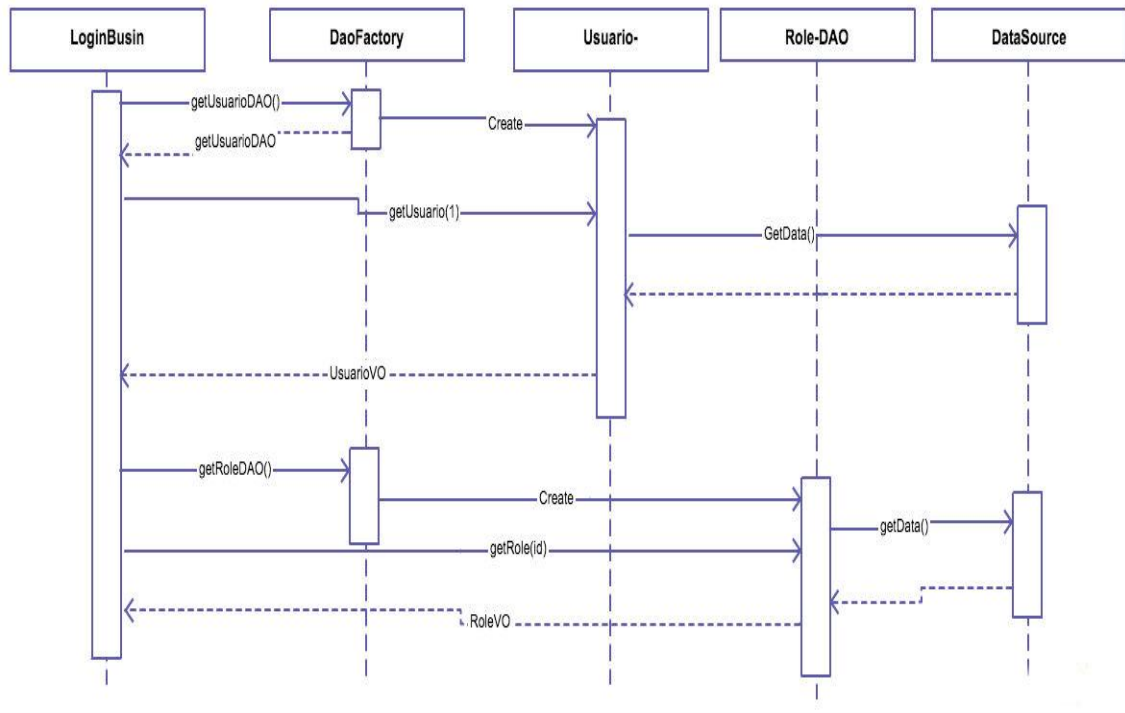 LoginBusin
DaoFactory
Usuario-
Role-DAO
DataSource
getUsuarioDAO()
Create
getUsuarioDAO
getUsuario(1)
GetData()
UsuarioVO
getRoleDAO()
Create
getData()
getRole(id)
RoleVO